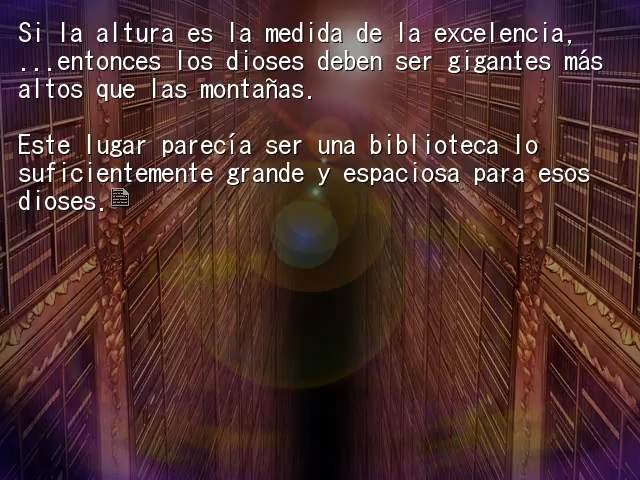 Si la altura es la medida de la excelencia,
...entonces los dioses deben ser gigantes más
altos que las montañas.
Este lugar parecía ser una biblioteca lo
suficientemente grande y espaciosa para esos
dioses.